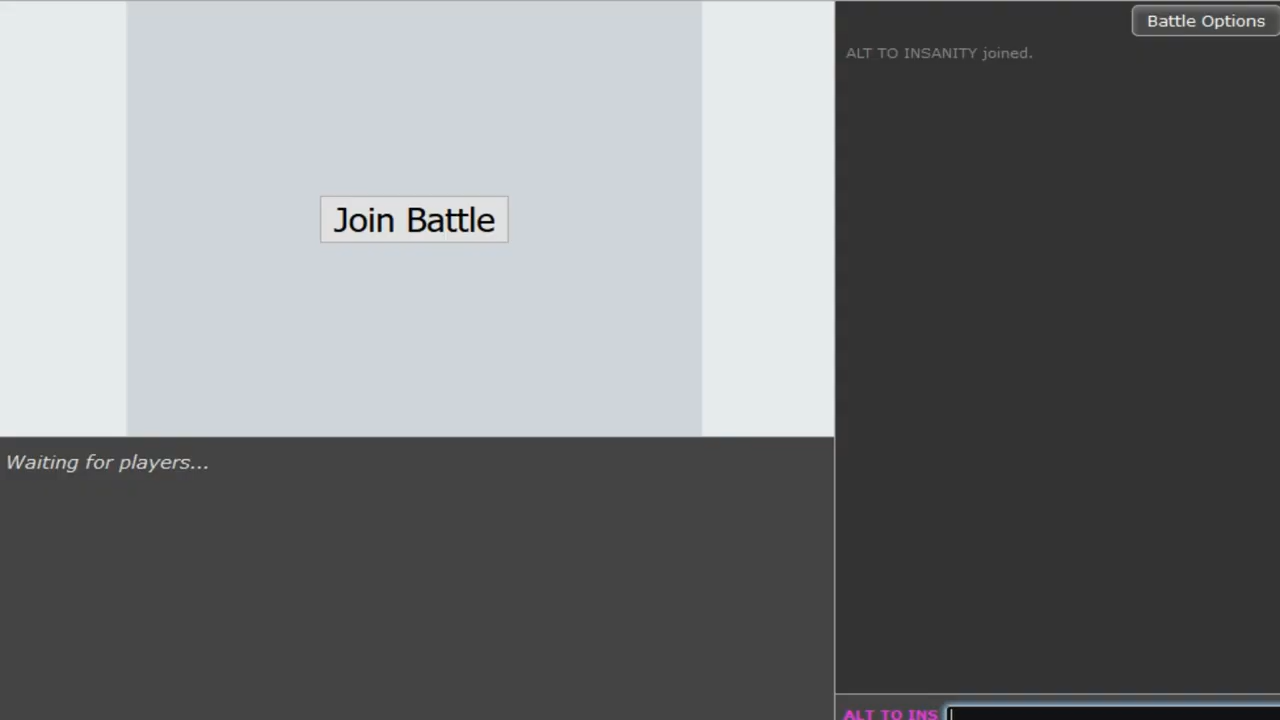 Battle Options
ALT TO INSANITY joined.
Join Battle
Waiting for players...
ALT TO INS